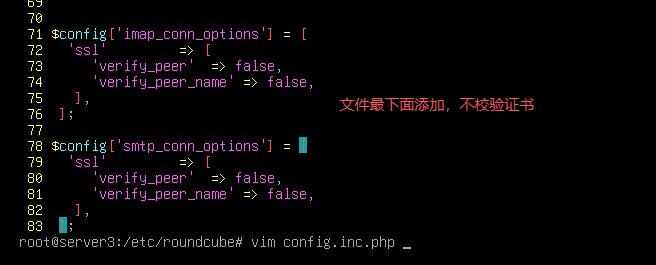 69
70
71 $config['imap_conn_options'] = [
72   'ssl'         => [
73      'verify_peer'  => false,
74      'verify_peer_name' => false,
75    ],
76  ];
文件最下面添加，不校验证书
77
78 $config['smtp_conn_options'] = [
79   'ssl'         => [
80      'verify_peer'  => false,
81      'verify_peer_name' => false,
82    ],
83  ];
root@server3:/etc/roundcube# vim config.inc.php _